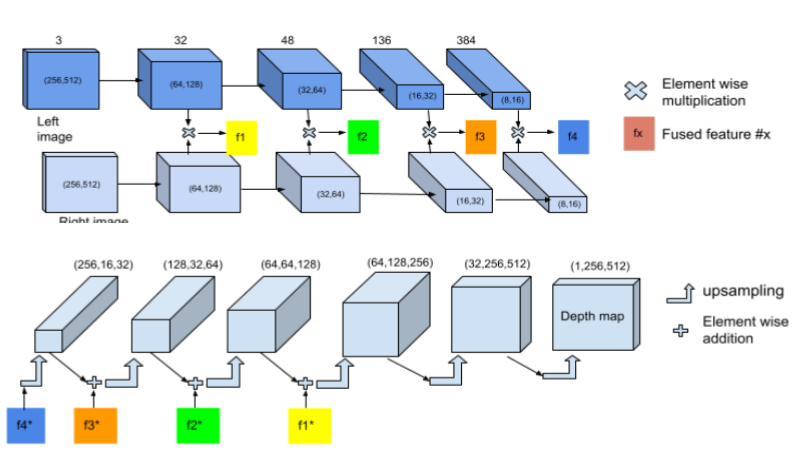 3 32 48 136 384
(256,512) (64,128) (32,64) (16,32) (8,16)
Element wise
multiplication
Left
image
f1 f2 f3 f4 fx Fused feature #x
(256,512) (64,128) (32,64) (16,32) (8,16)
Right image
(256,16,32) (128,32,64) (64,64,128) (64,128,256) (32,256,512) (1,256,512)
upsampling
Depth map
Element wise
addition
f4* f3* f2* f1*